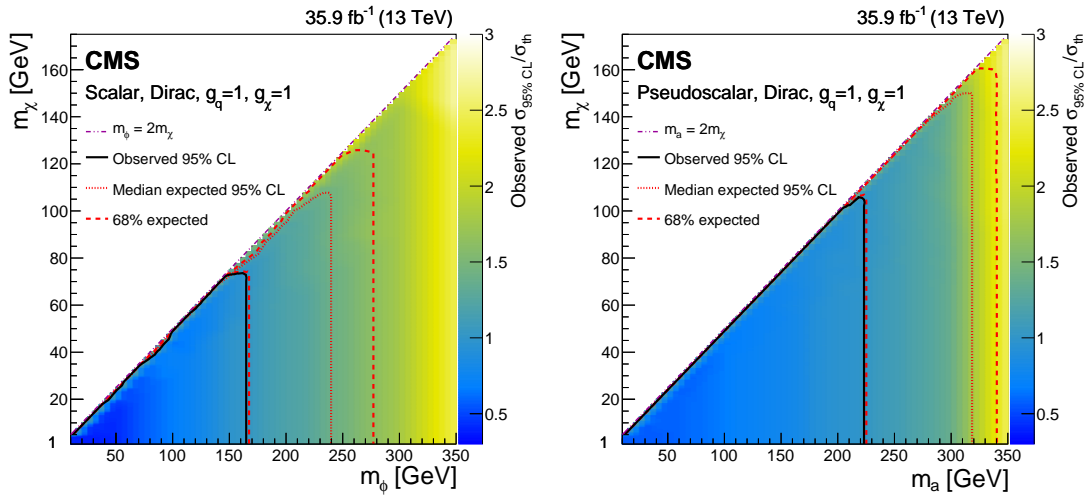 35.9 fb⁻¹ (13 TeV)
CMS
Scalar, Dirac, g_q=1, g_χ=1
m_ϕ = 2m_χ
Observed 95% CL
Median expected 95% CL
68% expected
m_χ [GeV]
160
140
120
100
80
60
40
20
1
50 100 150 200 250 300 350
m_ϕ [GeV]
3
2.5
2
1.5
1
0.5
Observed σ_95% CL/σ_th
35.9 fb⁻¹ (13 TeV)
CMS
Pseudoscalar, Dirac, g_q=1, g_χ=1
m_a = 2m_χ
Observed 95% CL
Median expected 95% CL
68% expected
m_χ [GeV]
160
140
120
100
80
60
40
20
1
50 100 150 200 250 300 350
m_a [GeV]
3
2.5
2
1.5
1
0.5
Observed σ_95% CL/σ_th